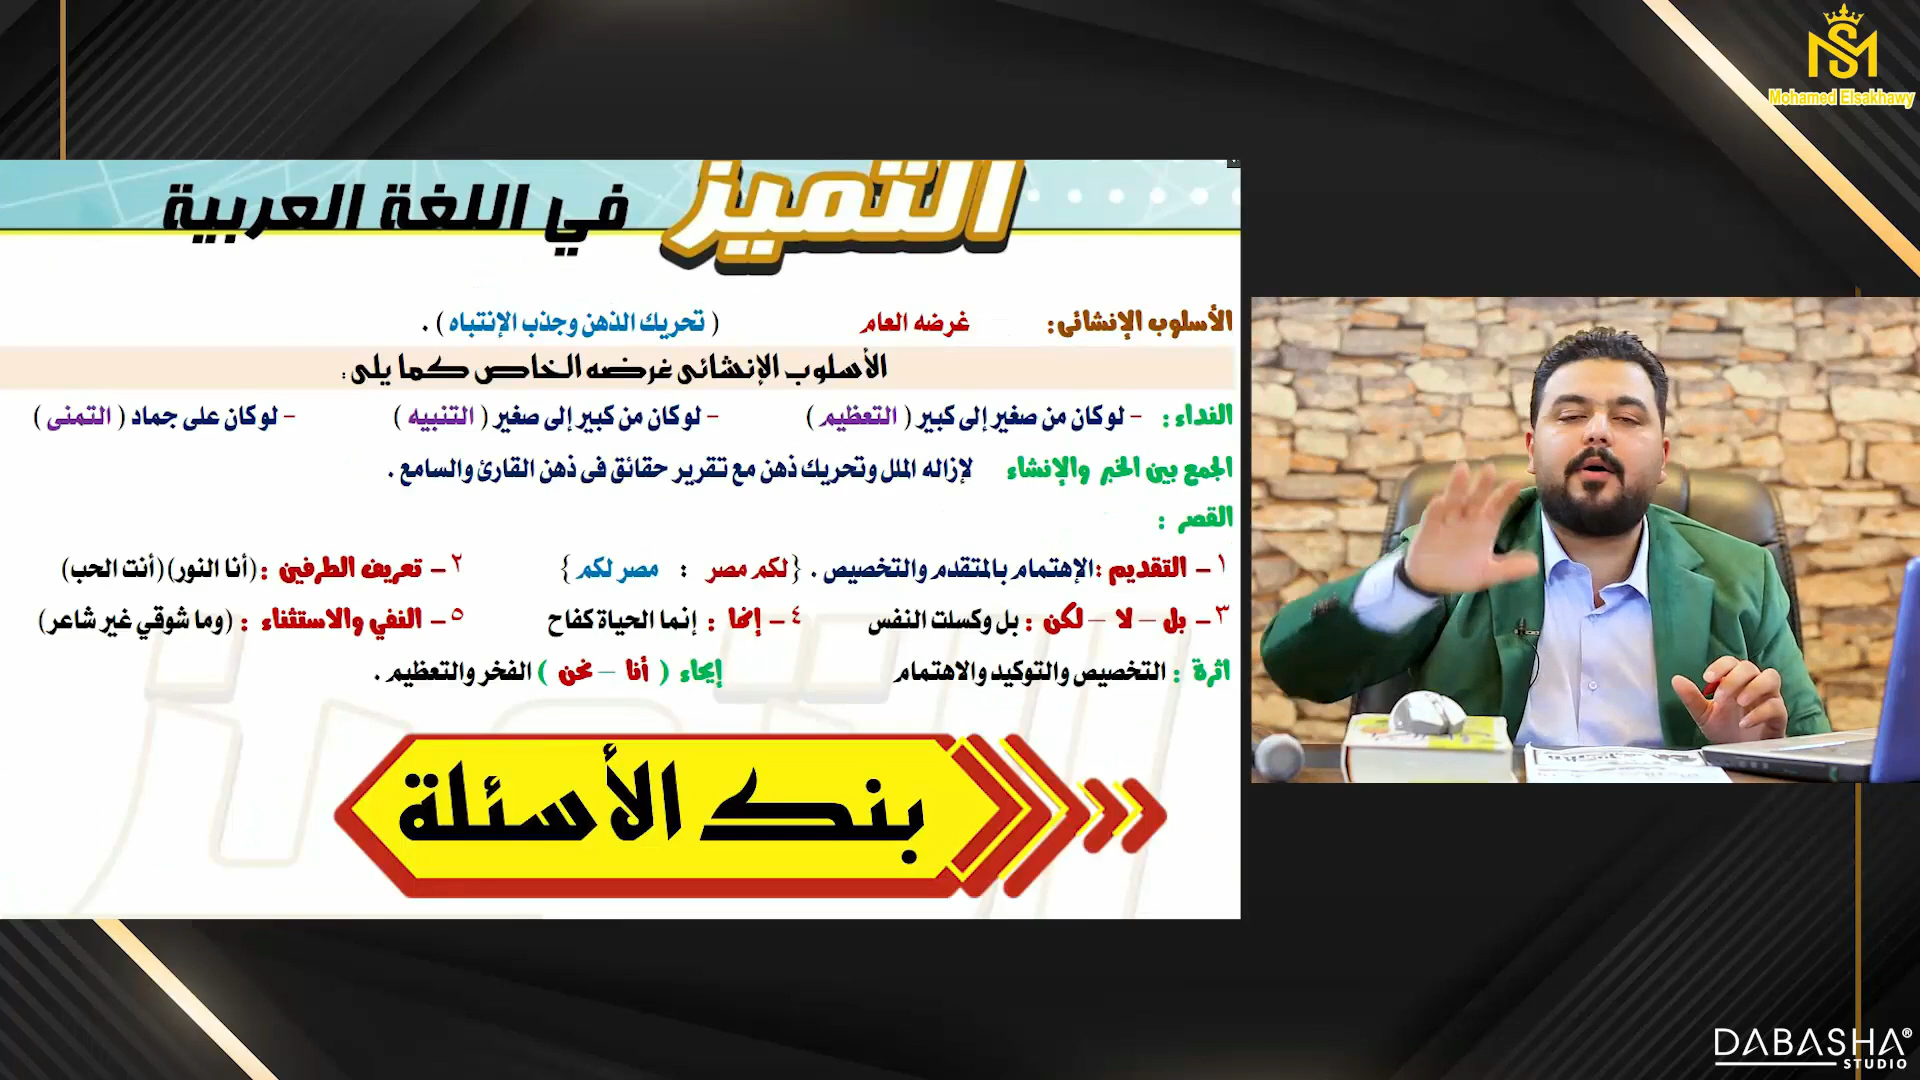 Mohamed Elsakhawy
التميز في اللغة العربية
الأسلوب الإنشائى: غرضه العام ( تحريك الذهن وجذب الإنتباه ) .
الأسلوب الإنشائى غرضه الخاص كما يلى :
النداء : - لو كان من صغير إلى كبير ( التعظيم ) - لو كان من كبير إلى صغير ( التنبيه ) - لو كان على جماد ( التمنى )
الجمع بين الخبر والإنشاء لإزاله الملل وتحريك ذهن مع تقرير حقائق فى ذهن القارئ والسامع .
القصر :
١ - التقديم : الإهتمام بالمتقدم والتخصيص . { لكم مصر : مصر لكم } ٢ - تعريف الطرفين : (أنا النور)(أنت الحب)
٣ - بل - لا - لكن : بل وكسلت النفس ٤ - إنما : إنما الحياة كفاح ٥ - النفي والاستثناء : (وما شوقي غير شاعر)
اثرة : التخصيص والتوكيد والاهتمام إيحاء ( أنا - نحن ) الفخر والتعظيم .
بنك الأسئلة
DABASHA®
STUDIO